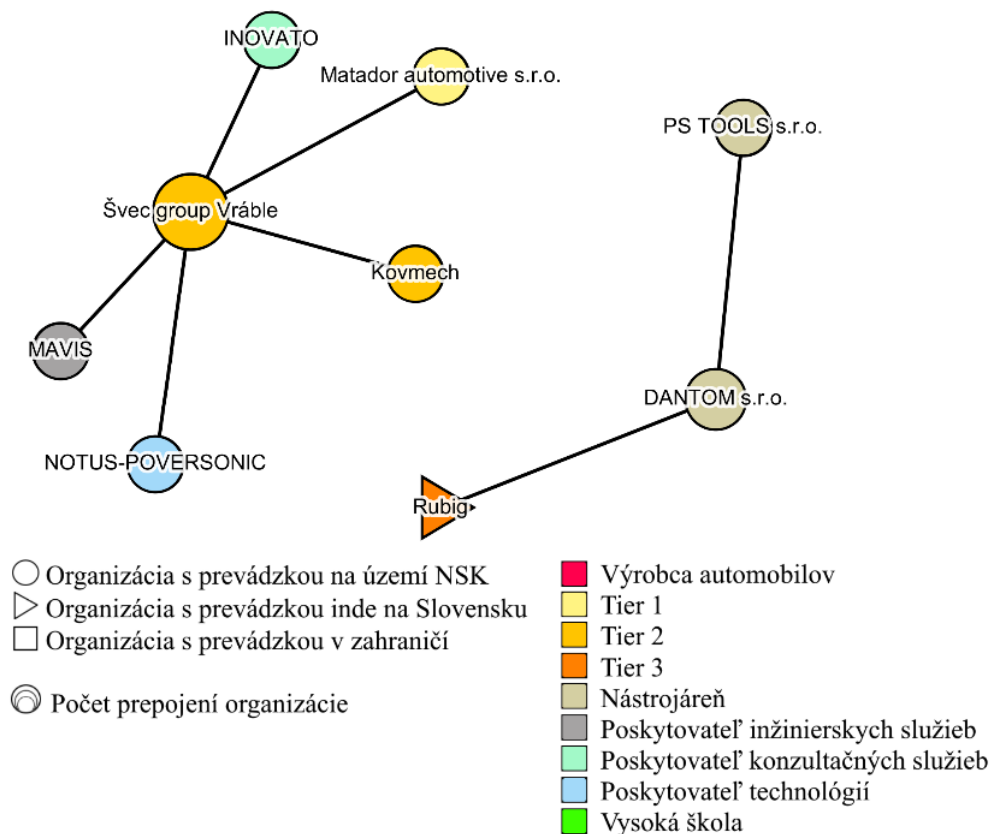 INOVATO
Matador automotive s.r.o.
PS TOOLS s.r.o.
Švec group Vráble
Kovmech
MAVIS
DANTOM s.r.o.
NOTUS-POVERSONIC
Rubig
Organizácia s prevádzkou na území NSK
Organizácia s prevádzkou inde na Slovensku
Organizácia s prevádzkou v zahraničí
Počet prepojení organizácie
Výrobca automobilov
Tier 1
Tier 2
Tier 3
Nástrojáreň
Poskytovateľ inžinierskych služieb
Poskytovateľ konzultačných služieb
Poskytovateľ technológií
Vysoká škola